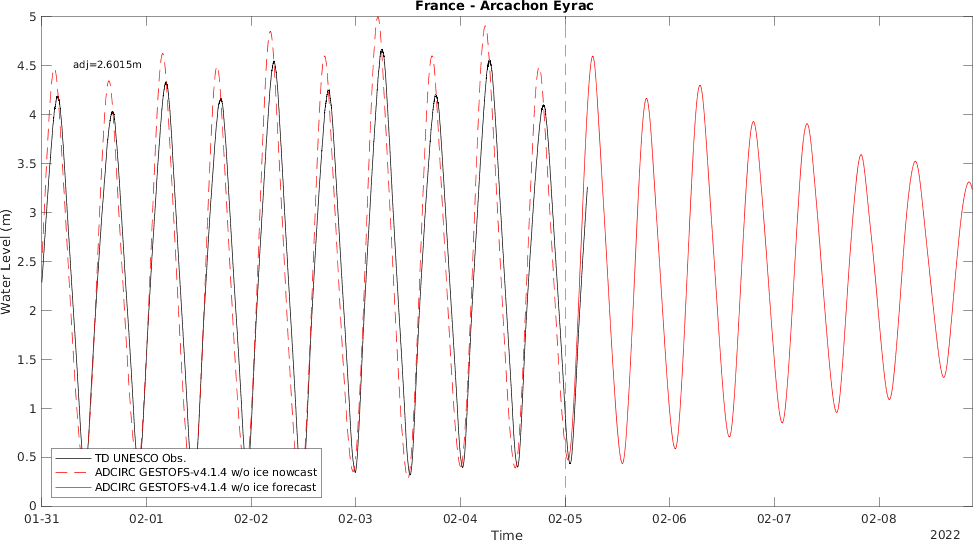 France - Arcachon Eyrac
adj=2.6015m
Water Level (m)
5
4.5
4
3.5
3
2.5
2
1.5
1
0.5
0
TD UNESCO Obs.
ADCIRC GESTOFS-v4.1.4 w/o ice nowcast
ADCIRC GESTOFS-v4.1.4 w/o ice forecast
01-31 02-01 02-02 02-03 02-04 02-05 02-06 02-07 02-08
Time
2022